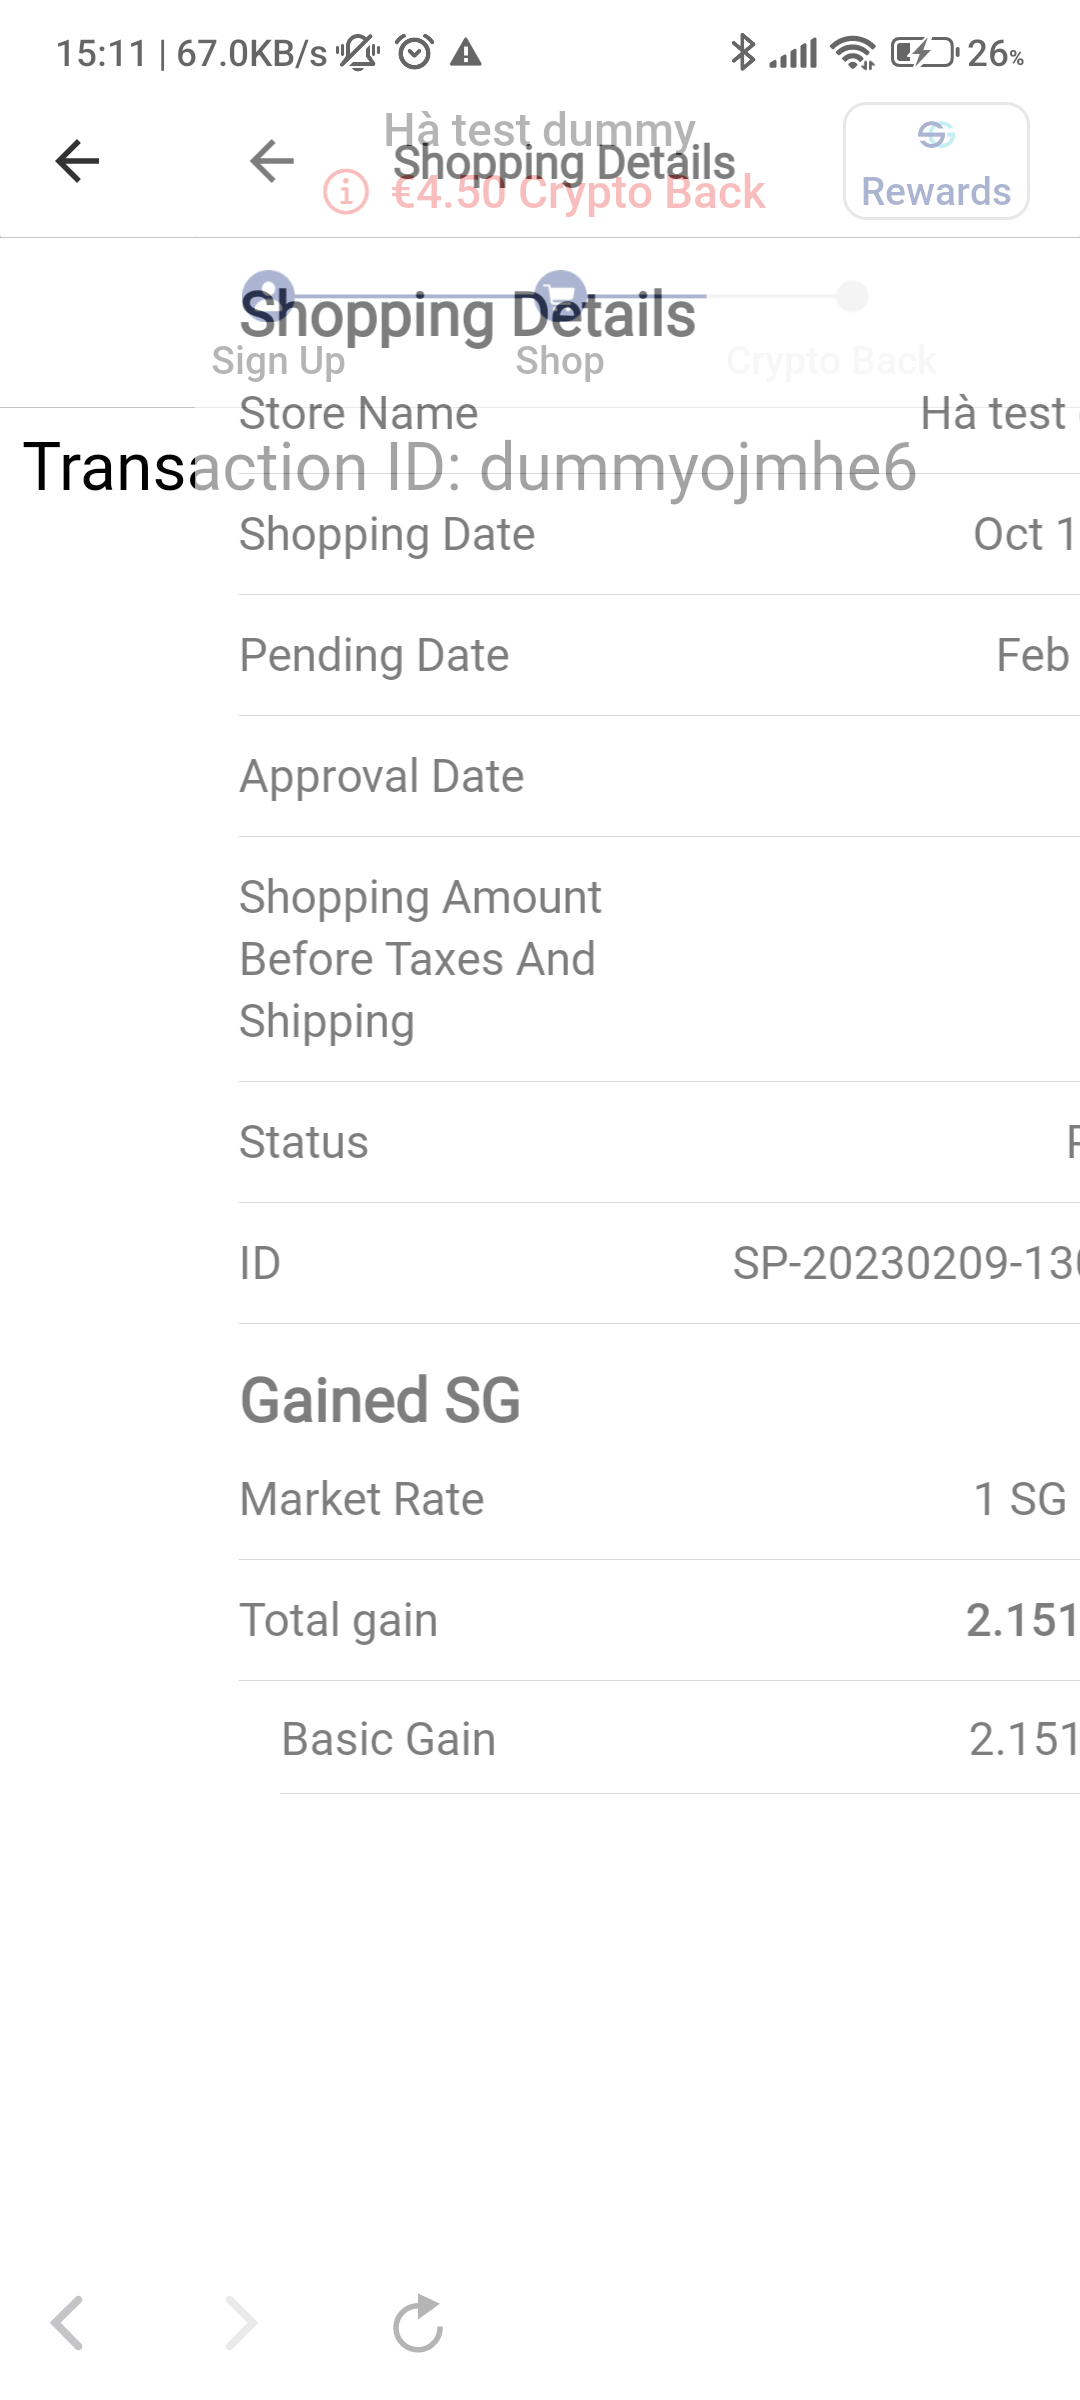 15:11 | 67.0KB/s 26%
Hà test dummy
Shopping Details
€4.50 Crypto Back
Rewards
Shopping Details
Sign Up Shop Crypto Back
Store Name Hà test
Transaction ID: dummyojmhe6
Shopping Date Oct 1
Pending Date Feb
Approval Date
Shopping Amount
Before Taxes And
Shipping
Status
ID SP-20230209-130
Gained SG
Market Rate 1 SG
Total gain 2.151
Basic Gain 2.151